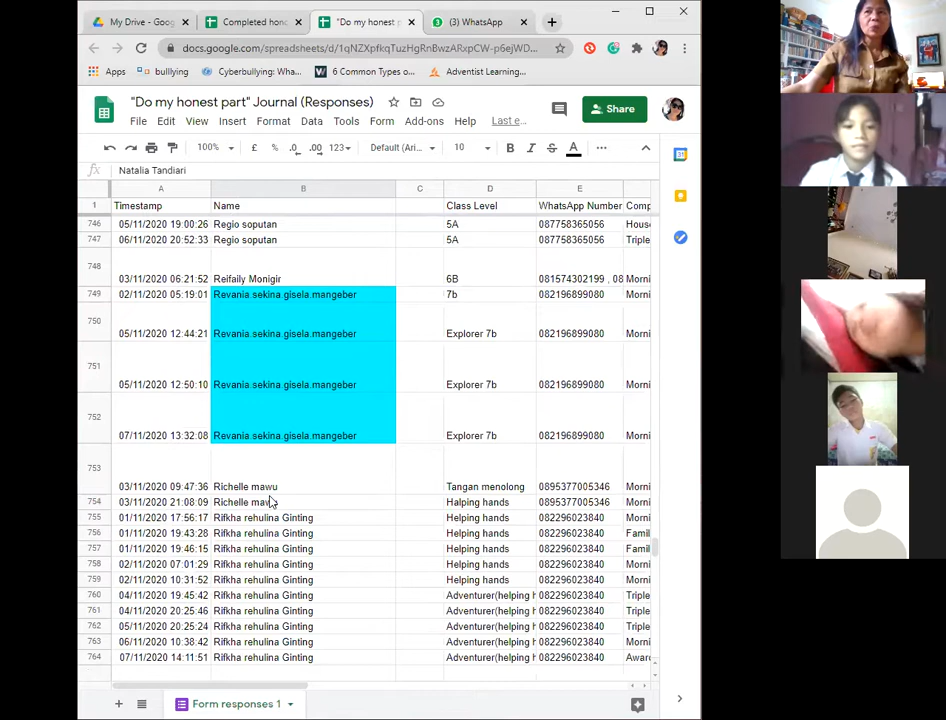 My Drive - Goog
Completed hono
"Do my honest p
(3) WhatsApp
docs.google.com/spreadsheets/d/1qNZXpfkqTuzHgRnBwzARxpCW-p6ejWD...
Apps
bulllying
Cyberbullying: Wha...
6 Common Types o...
Adventist Learning...
"Do my honest part" Journal (Responses)
Share
File Edit View Insert Format Data Tools Form Add-ons Help Last e
100% £ % .0 .00 123 Default (Ari... 10 B I S A
fx Natalia Tandiari
A B C D E
1 Timestamp Name Class Level WhatsApp Number Comp
746 05/11/2020 19:00:26 Regio soputan 5A 087758365056 Hous
747 06/11/2020 20:52:33 Regio soputan 5A 087758365056 Triple
748 03/11/2020 06:21:52 Reifaily Monigir 6B 081574302199 , 08 Morni
749 02/11/2020 05:19:01 Revania.sekina.gisela.mangeber 7b 082196899080 Morni
750 05/11/2020 12:44:21 Revania.sekina.gisela.mangeber Explorer 7b 082196899080 Morni
751 05/11/2020 12:50:10 Revania.sekina.gisela.mangeber Explorer 7b 082196899080 Morni
752 07/11/2020 13:32:08 Revania.sekina.gisela.mangeber Explorer 7b 082196899080 Morni
753 03/11/2020 09:47:36 Richelle mawu Tangan menolong 0895377005346 Morni
754 03/11/2020 21:08:09 Richelle mawu Halping hands 0895377005346 Morni
755 01/11/2020 17:56:17 Rifkha rehulina Ginting Helping hands 082296023840 Morni
756 01/11/2020 19:43:28 Rifkha rehulina Ginting Helping hands 082296023840 Famil
757 01/11/2020 19:46:15 Rifkha rehulina Ginting Helping hands 082296023840 Famil
758 02/11/2020 07:01:29 Rifkha rehulina Ginting Helping hands 082296023840 Morni
759 02/11/2020 10:31:52 Rifkha rehulina Ginting Helping hands 082296023840 Morni
760 04/11/2020 19:45:42 Rifkha rehulina Ginting Adventurer(helping h 082296023840 Triple
761 04/11/2020 20:25:46 Rifkha rehulina Ginting Adventurer(helping h 082296023840 Triple
762 05/11/2020 20:25:24 Rifkha rehulina Ginting Adventurer(helping h 082296023840 Triple
763 06/11/2020 10:38:42 Rifkha rehulina Ginting Adventurer(helping h 082296023840 Morni
764 07/11/2020 14:11:51 Rifkha rehulina Ginting Adventurer(helping h 082296023840 Awar
Form responses 1